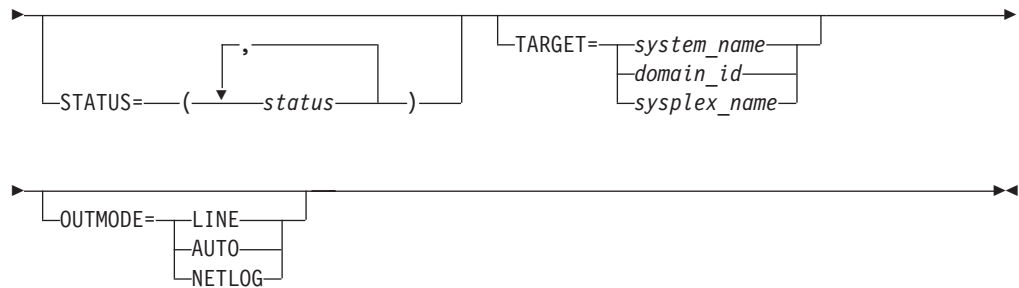 ,
STATUS= ( status )
TARGET= system_name
domain_id
sysplex_name
OUTMODE= LINE
AUTO
NETLOG